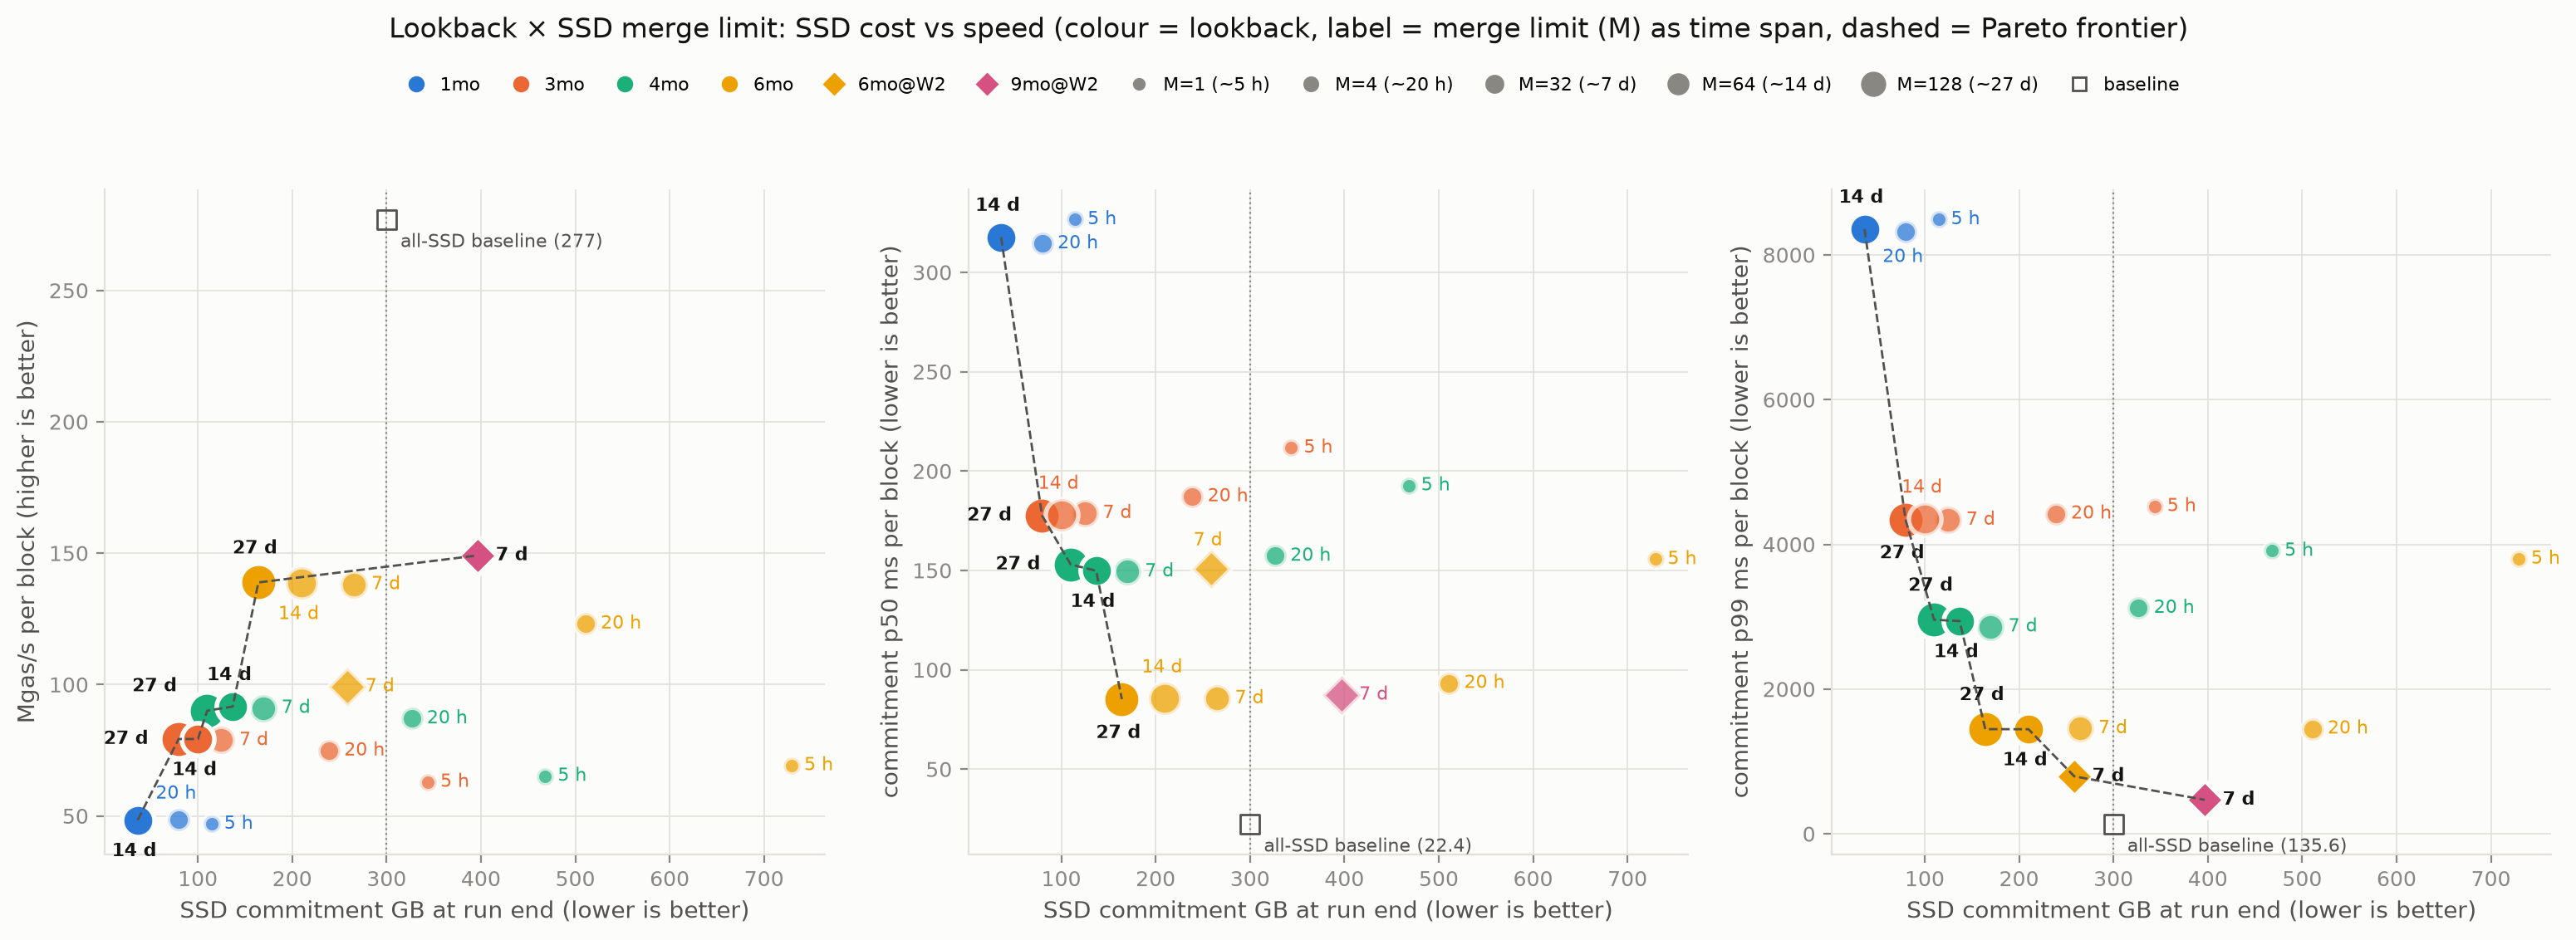 Lookback × SSD merge limit: SSD cost vs speed (colour = lookback, label = merge limit (M) as time span, dashed = Pareto frontier)
1mo 3mo 4mo 6mo 6mo@W2 9mo@W2 M=1 (~5 h) M=4 (~20 h) M=32 (~7 d) M=64 (~14 d) M=128 (~27 d) baseline
Mgas/s per block (higher is better)
250
200
150
100
50
all-SSD baseline (277)
27 d
7 d
7 d
14 d
20 h
14 d
27 d
7 d
7 d
20 h
27 d
7 d
20 h
14 d
5 h
5 h
5 h
20 h
5 h
14 d
100 200 300 400 500 600 700
SSD commitment GB at run end (lower is better)
commitment p50 ms per block (lower is better)
300
250
200
150
100
50
14 d
5 h
20 h
5 h
14 d
20 h
5 h
27 d
7 d
7 d
27 d
7 d
20 h
5 h
14 d
14 d
7 d
7 d
20 h
27 d
all-SSD baseline (22.4)
100 200 300 400 500 600 700
SSD commitment GB at run end (lower is better)
commitment p99 ms per block (lower is better)
8000
6000
4000
2000
0
14 d
5 h
20 h
14 d
7 d
20 h
5 h
27 d
5 h
5 h
27 d
20 h
7 d
14 d
27 d
7 d
20 h
14 d
7 d
7 d
all-SSD baseline (135.6)
100 200 300 400 500 600 700
SSD commitment GB at run end (lower is better)